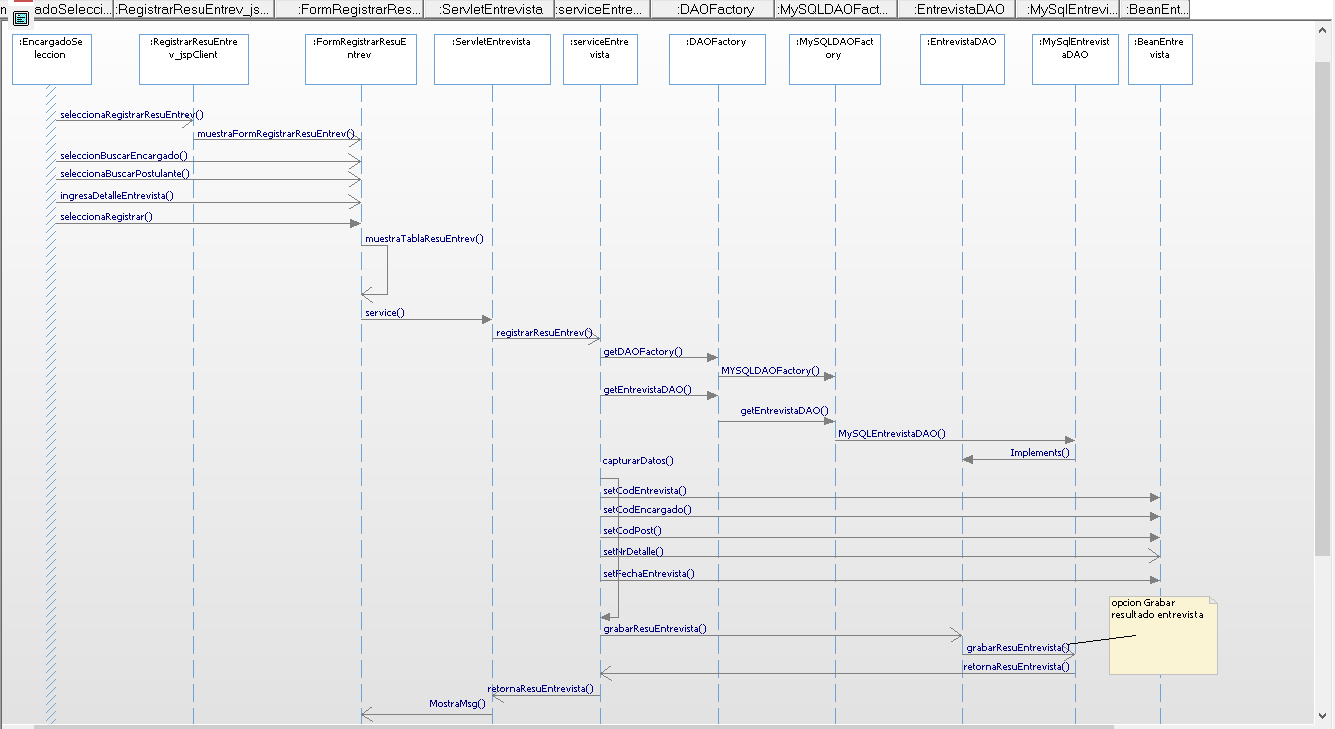 adoSelecci...
:RegistrarResuEntrev_js...
:FormRegistrarRes...
:ServletEntrevista
:serviceEntre...
:DAOFactory
:MySQLDAOFact...
:EntrevistaDAO
:MySqlEntrevi...
:BeanEnt...
:EncargadoSe
leccion
:RegistrarResuEntre
v_jspClient
:FormRegistrarResuE
ntrev
:ServletEntrevista
:serviceEntre
vista
:DAOFactory
:MySQLDAOFact
ory
:EntrevistaDAO
:MySqlEntrevist
aDAO
:BeanEntre
vista
seleccionaRegistrarResuEntrev()
muestraFormRegistrarResuEntrev()
seleccionBuscarEncargado()
seleccionaBuscarPostulante()
ingresaDetalleEntrevista()
seleccionaRegistrar()
muestraTablaResuEntrev()
service()
registrarResuEntrev()
getDAOFactory()
MYSQLDAOFactory()
getEntrevistaDAO()
getEntrevistaDAO()
MySQLEntrevistaDAO()
Implements()
capturarDatos()
setCodEntrevista()
setCodEncargado()
setCodPost()
setNrDetalle()
setFechaEntrevista()
opcion Grabar
resultado entrevista
grabarResuEntrevista()
grabarResuEntrevista()
retornaResuEntrevista()
retornaResuEntrevista()
MostraMsg()